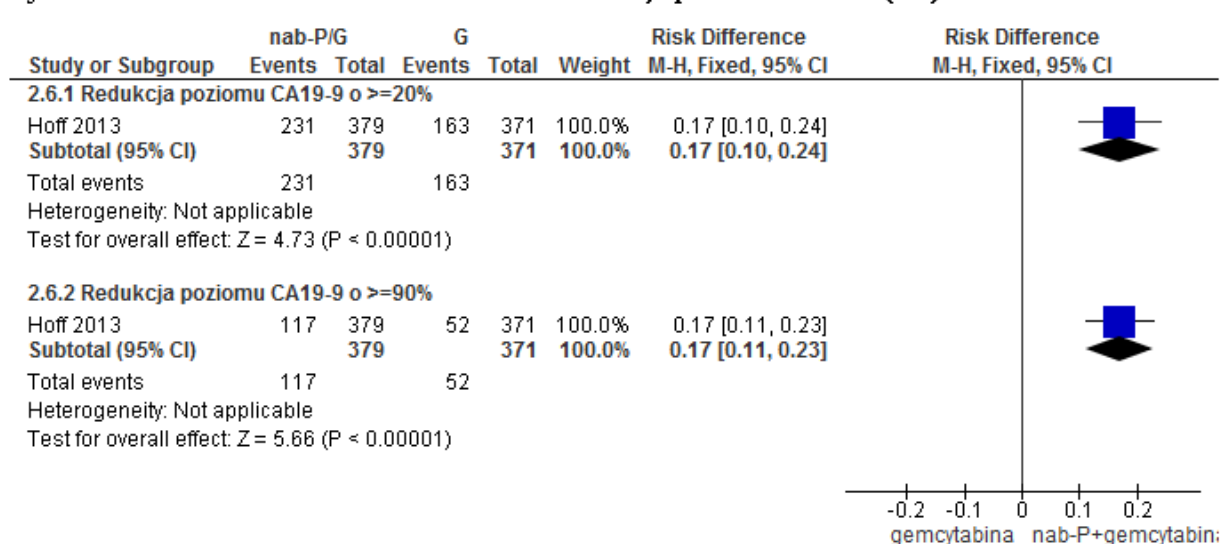 nab-P/G G Risk Difference Risk Difference
Study or Subgroup Events Total Events Total Weight M-H, Fixed, 95% CI M-H, Fixed, 95% CI
2.6.1 Redukcja poziomu CA19-9 o >=20%
Hoff 2013 231 379 163 371 100.0% 0.17 [0.10, 0.24]
Subtotal (95% CI) 379 371 100.0% 0.17 [0.10, 0.24]
Total events 231 163
Heterogeneity: Not applicable
Test for overall effect: Z = 4.73 (P < 0.00001)
2.6.2 Redukcja poziomu CA19-9 o >=90%
Hoff 2013 117 379 52 371 100.0% 0.17 [0.11, 0.23]
Subtotal (95% CI) 379 371 100.0% 0.17 [0.11, 0.23]
Total events 117 52
Heterogeneity: Not applicable
Test for overall effect: Z = 5.66 (P < 0.00001)
-0.2 -0.1 0 0.1 0.2
gemcytabina nab-P+gemcytabin